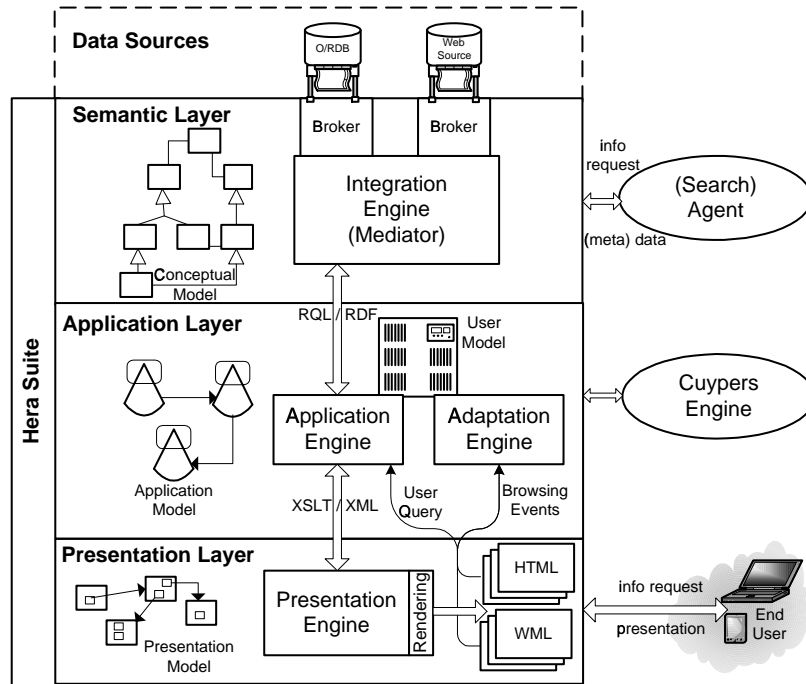 Data Sources
O/RDB
Web
Source
Hera Suite
Semantic Layer
Broker
Broker
Integration
Engine
(Mediator)
Conceptual
Model
info
request
(Search)
Agent
(meta) data
RQL / RDF
Application Layer
User
Model
Application
Engine
Adaptation
Engine
Cuypers
Engine
Application
Model
XSLT / XML
User
Query
Browsing
Events
Presentation Layer
Presentation
Engine
Rendering
HTML
WML
Presentation
Model
info request
presentation
End
User